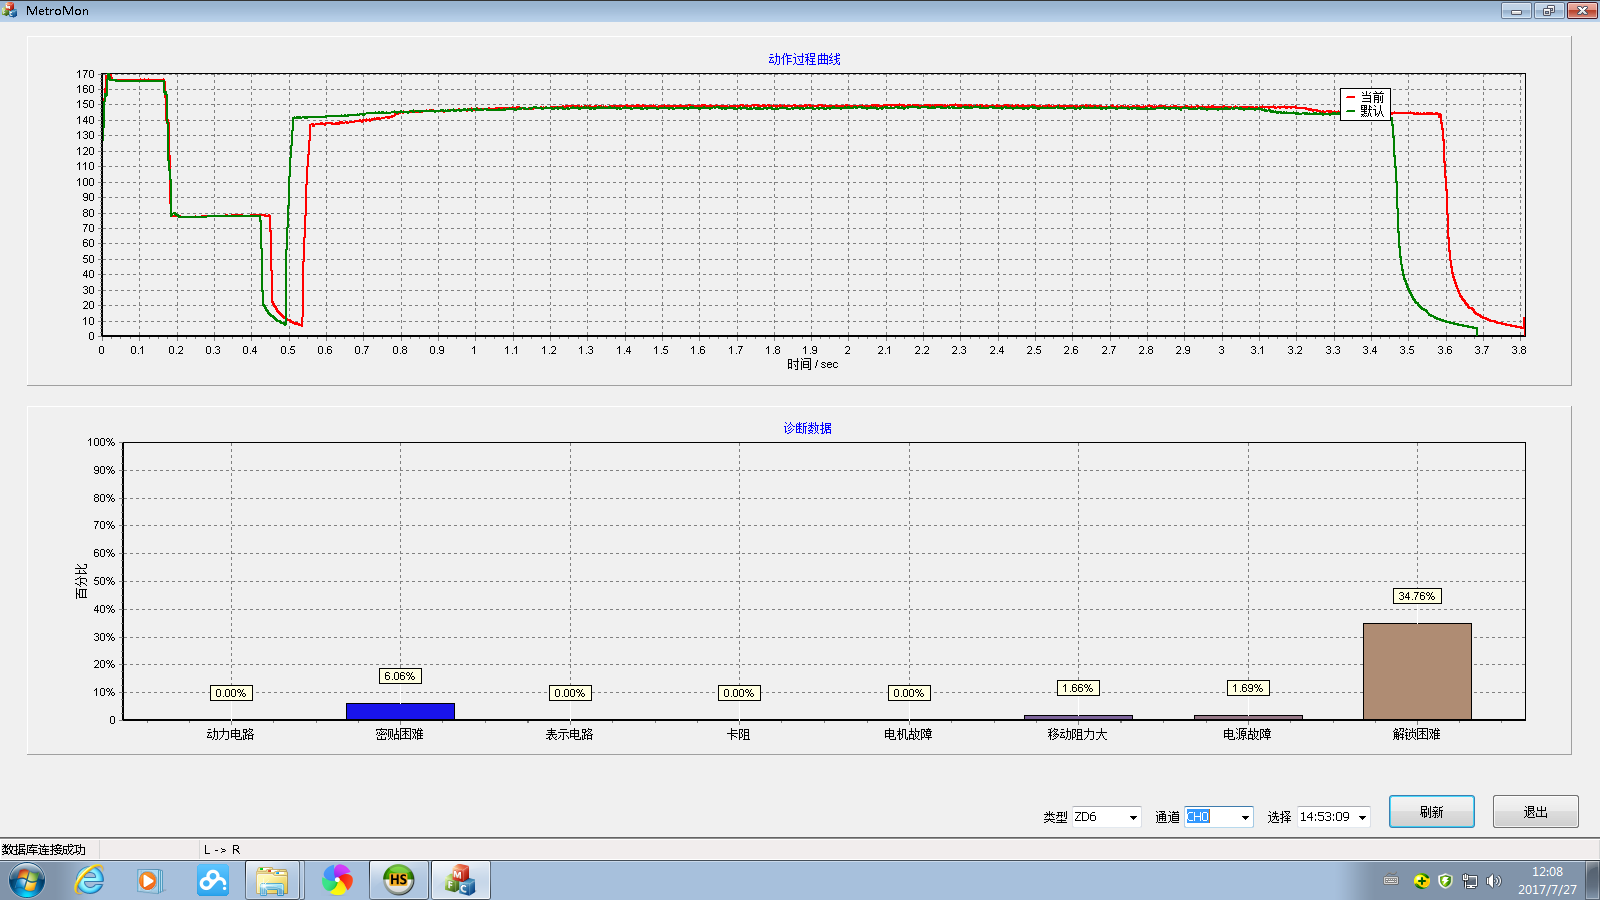 MetroMon
动作过程曲线
170
160
150
140
130
120
110
100
90
80
70
60
50
40
30
20
10
0
当前
默认
0 0.1 0.2 0.3 0.4 0.5 0.6 0.7 0.8 0.9 1 1.1 1.2 1.3 1.4 1.5 1.6 1.7 1.8 1.9 2 2.1 2.2 2.3 2.4 2.5 2.6 2.7 2.8 2.9 3 3.1 3.2 3.3 3.4 3.5 3.6 3.7 3.8
时间 / sec
诊断数据
100%
90%
80%
70%
60%
50%
40%
30%
20%
10%
0
百分比
0.00% 6.06% 0.00% 0.00% 0.00% 1.66% 1.69% 34.76%
动力电路 密贴困难 表示电路 卡阻 电机故障 移动阻力大 电源故障 解锁困难
类型 ZD6 通道 CH0 选择 14:53:09 刷新 退出
数据库连接成功 L -> R
HS
M
F C
12:08
2017/7/27